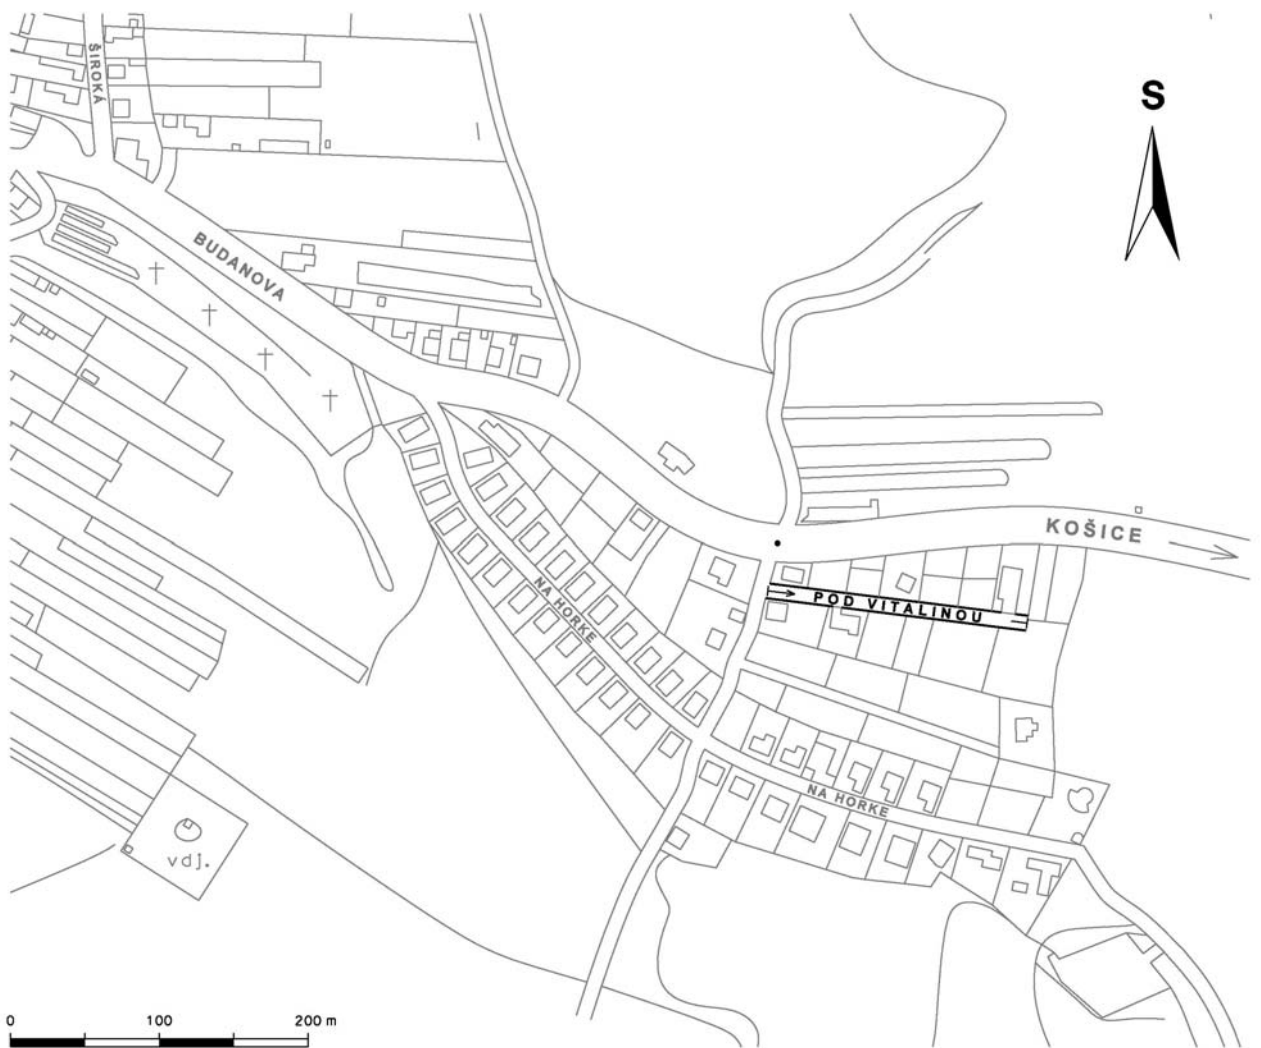 S
ŠIROKÁ
BUDANOVA
KOŠICE
POD VITALINOU
NA HORKE
NA HORKE
vdj.
0 100 200 m